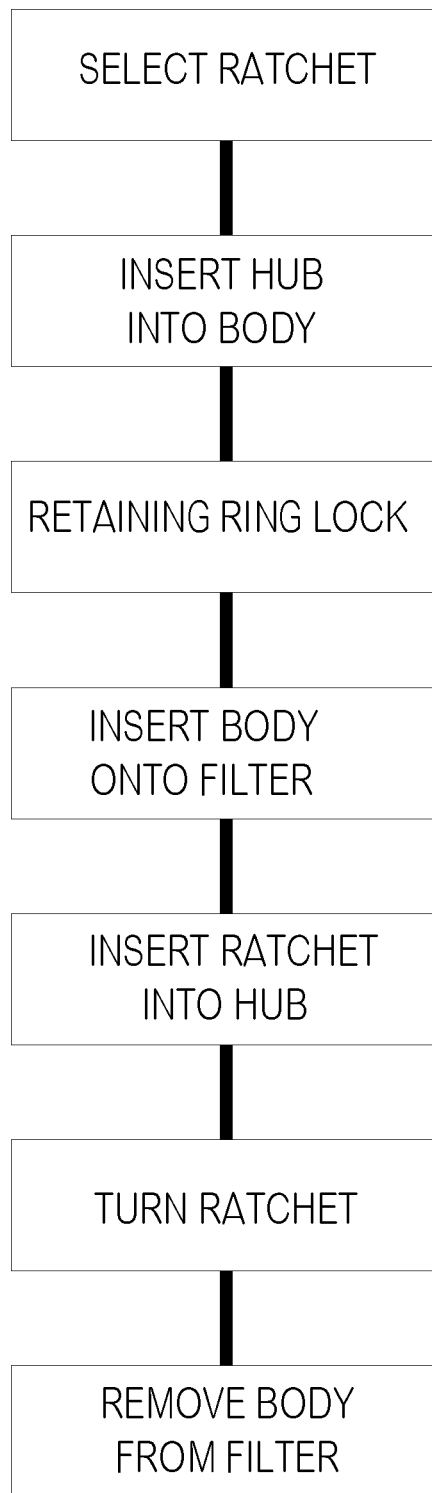 SELECT RATCHET
INSERT HUB
INTO BODY
RETAINING RING LOCK
INSERT BODY
ONTO FILTER
INSERT RATCHET
INTO HUB
TURN RATCHET
REMOVE BODY
FROM FILTER